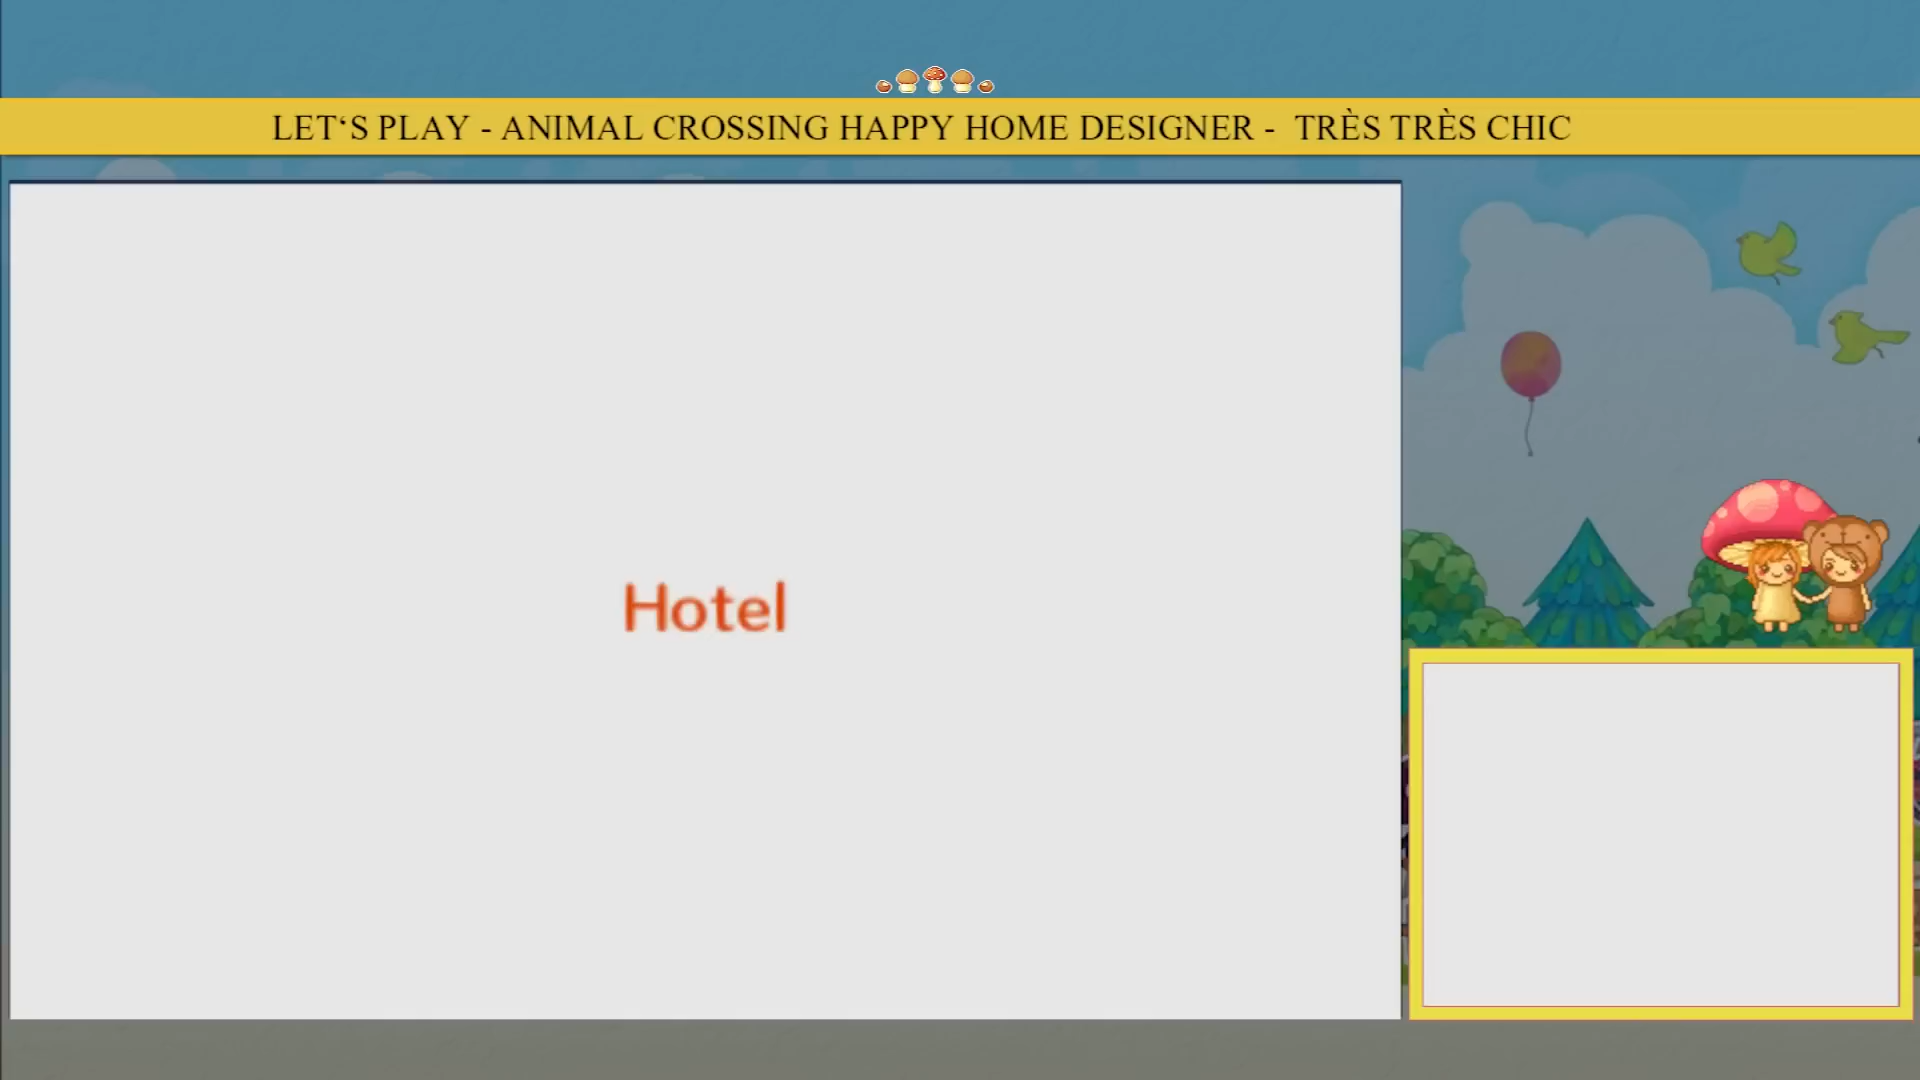 LET‘S PLAY - ANIMAL CROSSING HAPPY HOME DESIGNER - TRÈS TRÈS CHIC
Hotel